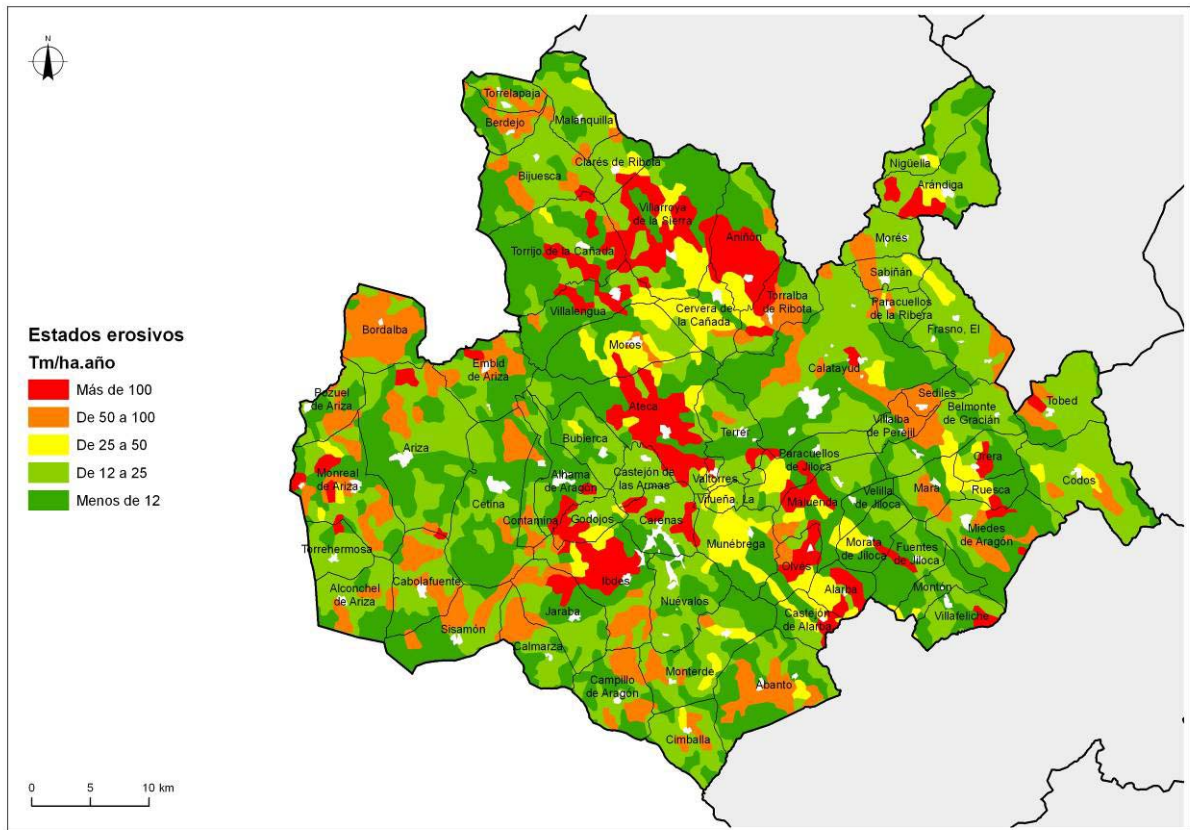 N
Torrelapaja
Berdejo
Malanquilla
Clarés de Ribota
Bijuesca
Nigüella
Arándiga
Villarroya
de la Sierra
Aniñón
Torrijo de la Cañada
Morés
Sabiñán
Paracuellos
de la Ribera
Frasno, El
Torralba
de Ribota
Cervera de
la Cañada
Villalengua
Bordalba
Moros
Estados erosivos
Tm/ha.año
Más de 100
De 50 a 100
De 25 a 50
De 12 a 25
Menos de 12
Embid
de Ariza
Calatayud
Pozuel
de Ariza
Ateca
Sediles
Tobed
Belmonte
de Gracián
Villalba
de Perejil
Terrer
Bubierca
Ariza
Paracuellos
de Jiloca
Orera
Alhama
de Aragón
Castejón de
las Armas
Valtorres
Monreal
de Ariza
Vilueña, La
Maluenda
Velilla
de Jiloca
Mara
Ruesca
Codos
Cetina
Contamina
Godojos
Carenas
Miedes
de Aragón
Munébrega
Morata
de Jiloca
Fuentes
de Jiloca
Torrehermosa
Olvés
Ibdes
Alconchel
de Ariza
Cabolafuente
Alarba
Montón
Nuévalos
Jaraba
Castejón
de Alarba
Villafeliche
Sisamón
Calmarza
Monterde
Campillo
de Aragón
Abanto
Cimballa
0 5 10 km